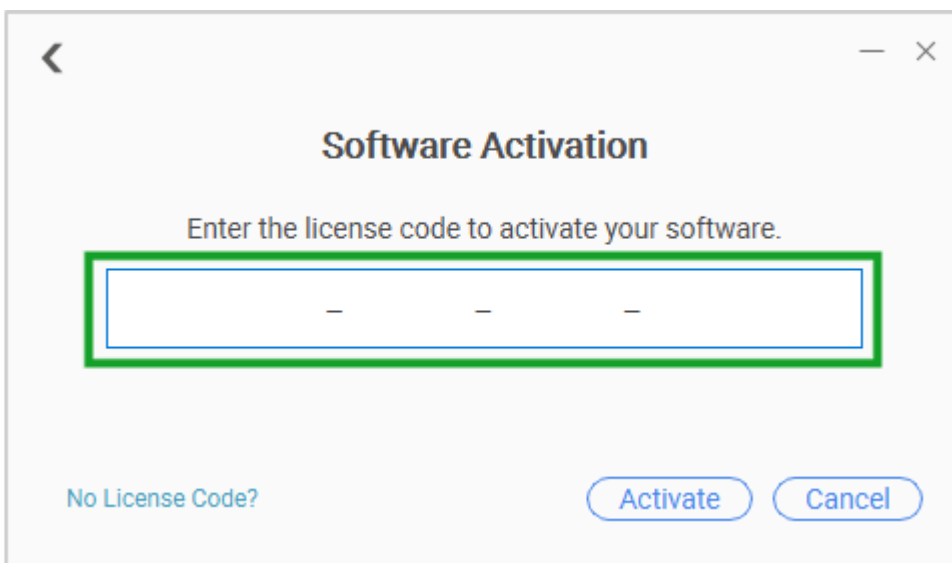 Software Activation
Enter the license code to activate your software.
– – –
No License Code?
Activate
Cancel